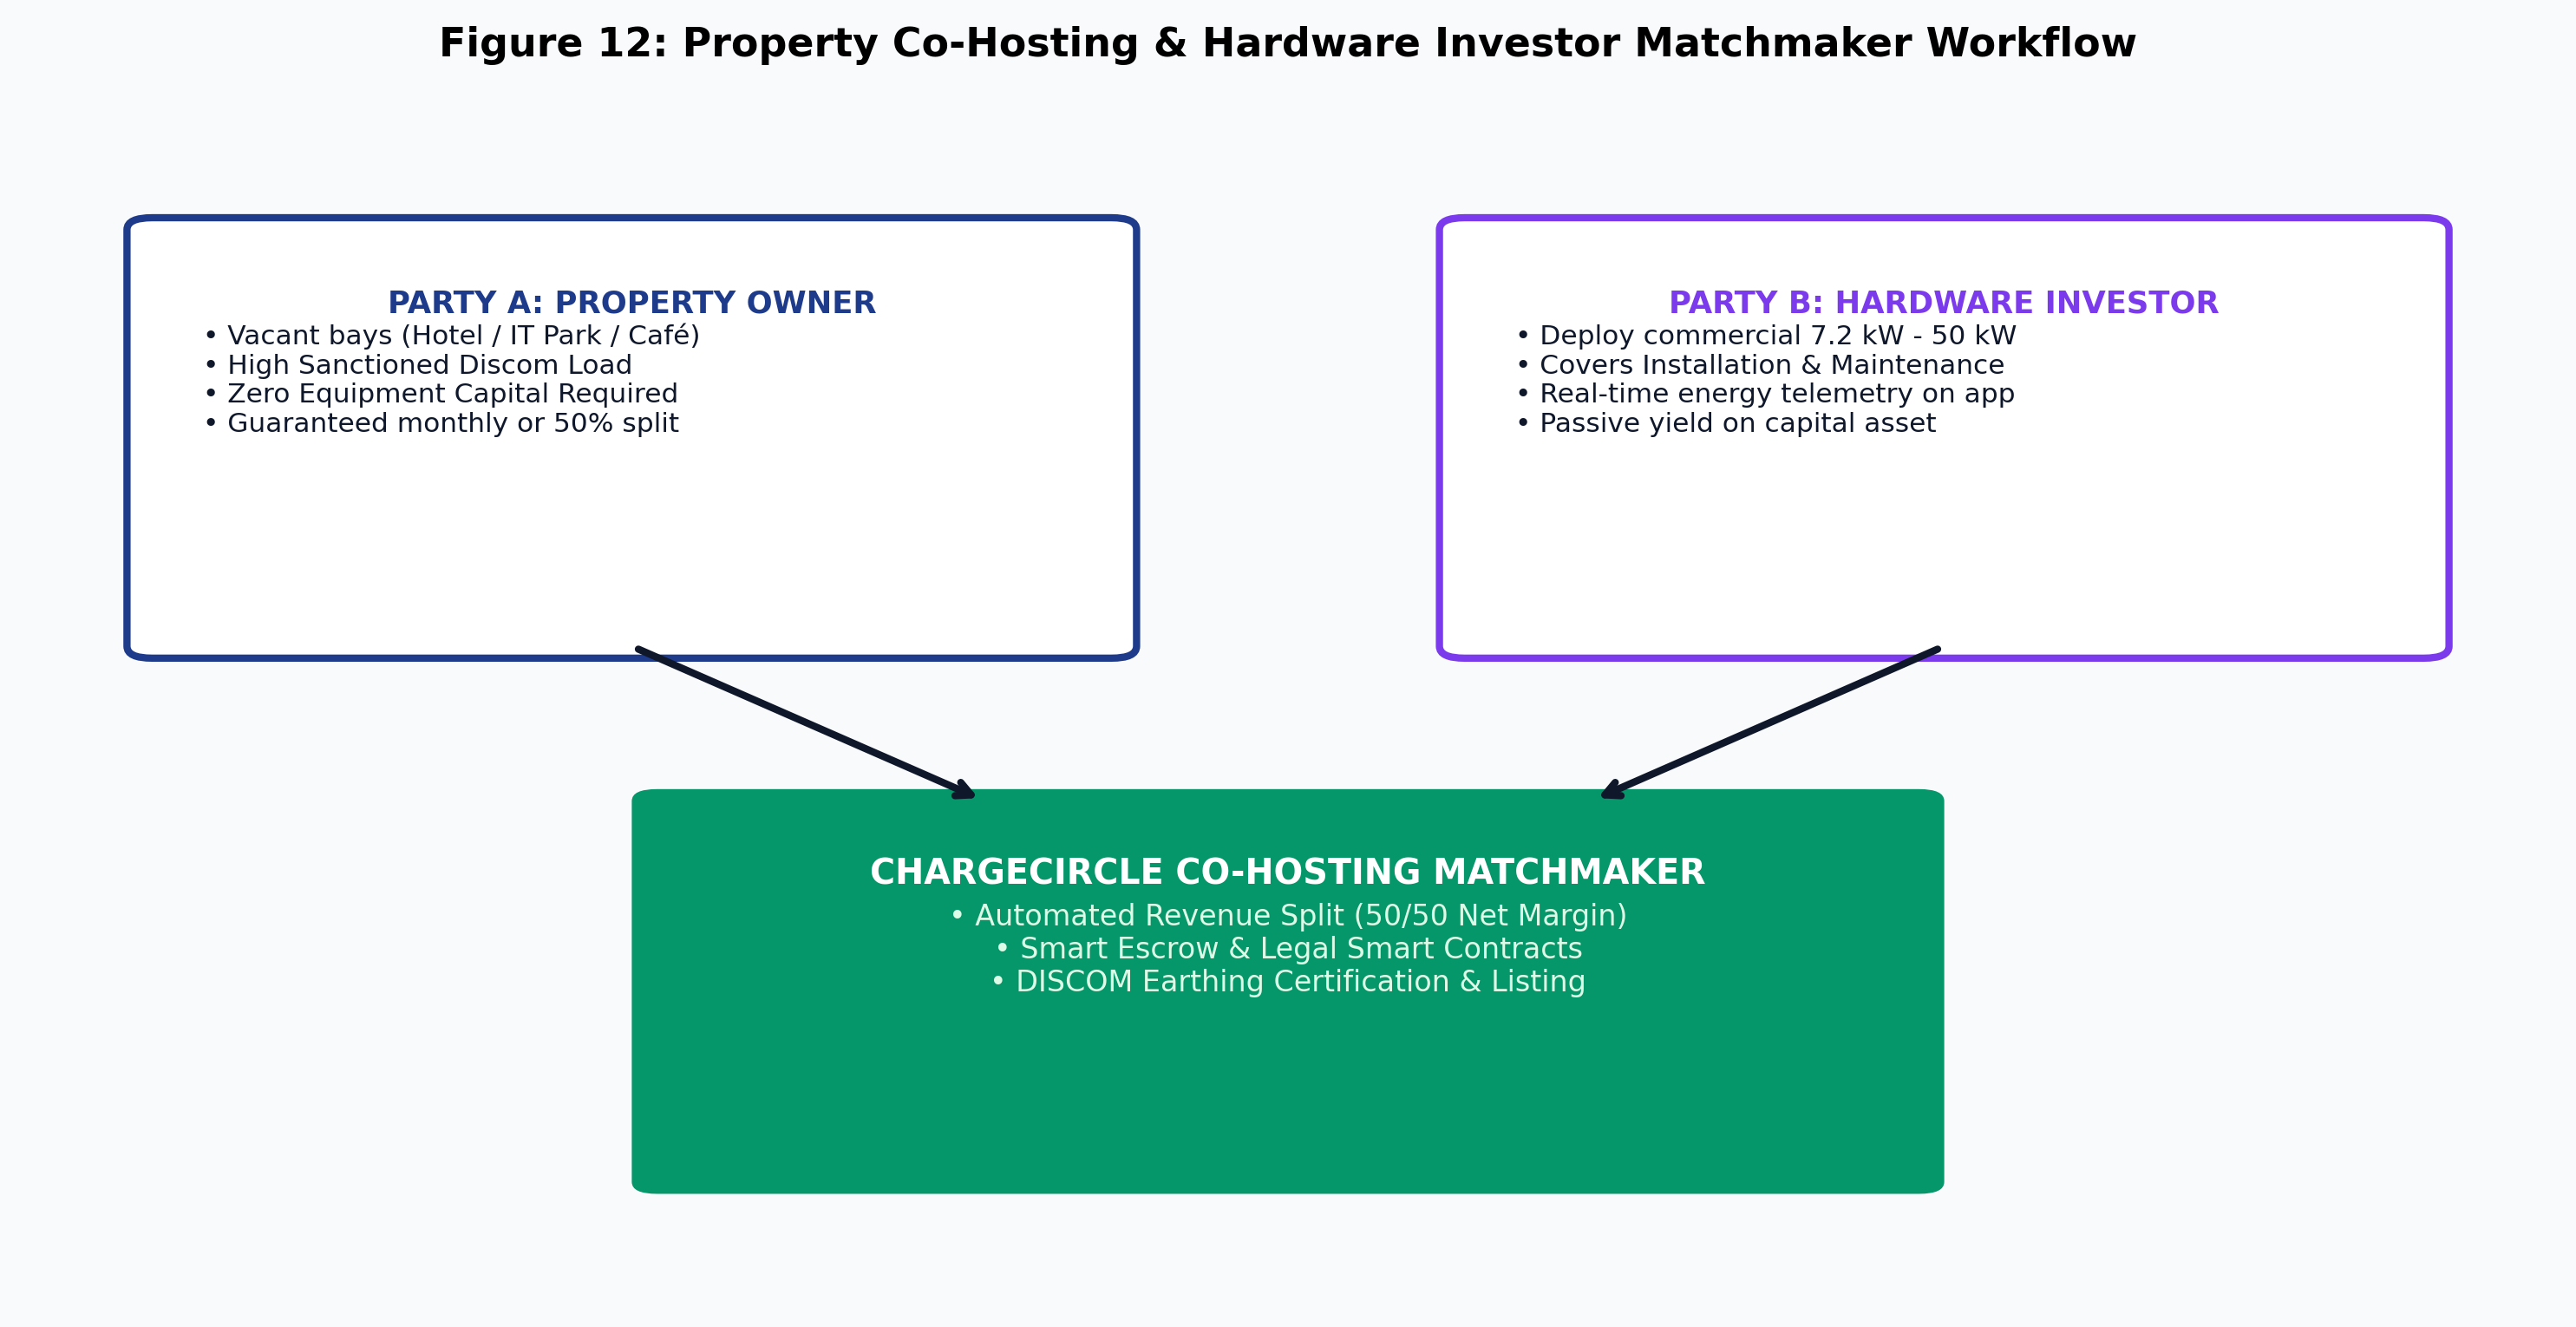 Figure 12: Property Co-Hosting & Hardware Investor Matchmaker Workflow
PARTY A: PROPERTY OWNER
• Vacant bays (Hotel / IT Park / Café)
• High Sanctioned Discom Load
• Zero Equipment Capital Required
• Guaranteed monthly or 50% split
PARTY B: HARDWARE INVESTOR
• Deploy commercial 7.2 kW - 50 kW
• Covers Installation & Maintenance
• Real-time energy telemetry on app
• Passive yield on capital asset
CHARGECIRCLE CO-HOSTING MATCHMAKER
• Automated Revenue Split (50/50 Net Margin)
• Smart Escrow & Legal Smart Contracts
• DISCOM Earthing Certification & Listing